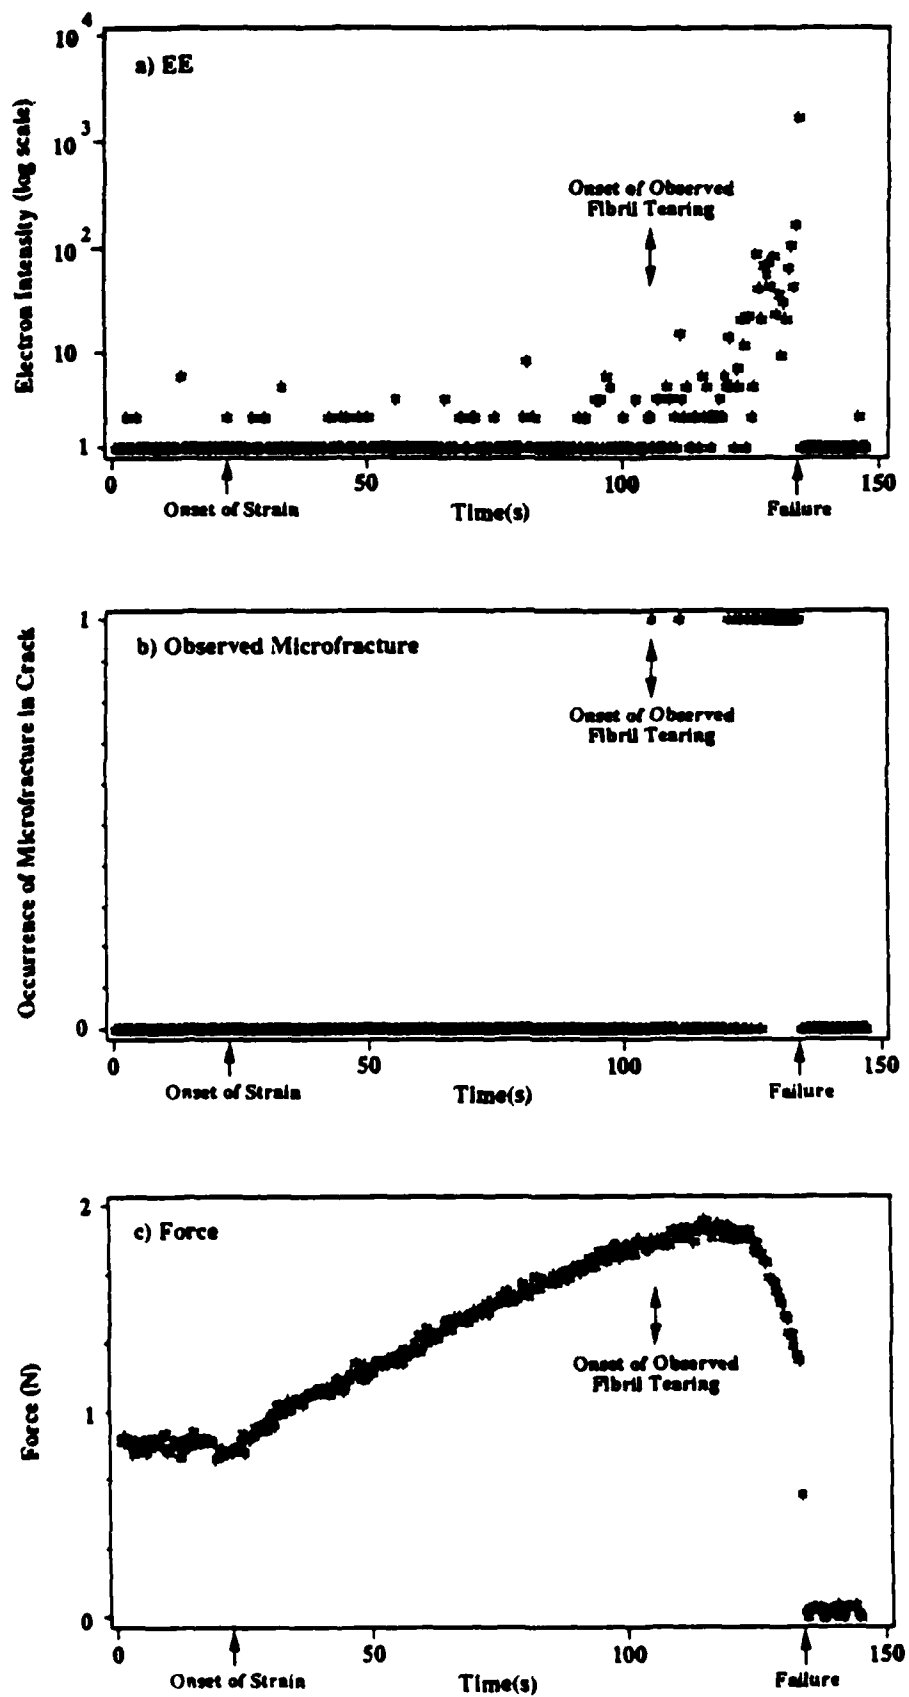 a) EE
10 4
10 3
10 2
10
1
Electron Intensity (log scale)
Onset of Observed
Fibril Tearing
0 50 100 150
Onset of Strain Time(s) Failure
b) Observed Microfracture
1
0
Occurrence of Microfracture in Crack
Onset of Observed
Fibril Tearing
0 50 100 150
Onset of Strain Time(s) Failure
c) Force
2
1
0
Force (N)
Onset of Observed
Fibril Tearing
0 50 100 150
Onset of Strain Time(s) Failure